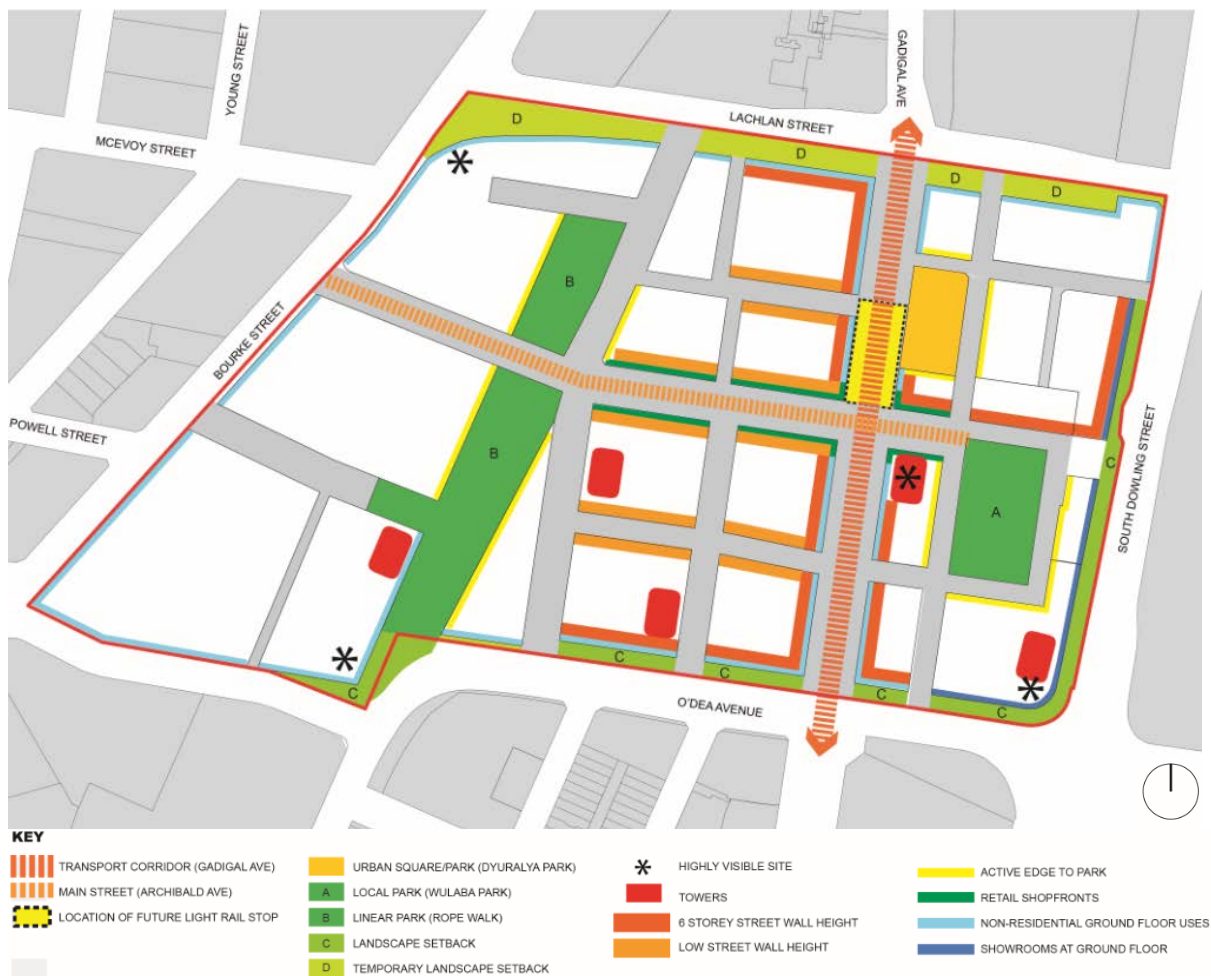 YOUNG STREET
GADIGAL AVE
LACHLAN STREET
MCEVOY STREET
D
D
D
D
B
BOURKE STREET
POWELL STREET
B
A
C
SOUTH DOWLING STREET
C
C
C
C
C
O'DEA AVENUE
KEY
TRANSPORT CORRIDOR (GADIGAL AVE)
MAIN STREET (ARCHIBALD AVE)
LOCATION OF FUTURE LIGHT RAIL STOP
URBAN SQUARE/PARK (DYURALYA PARK)
A LOCAL PARK (WULABA PARK)
B LINEAR PARK (ROPE WALK)
C LANDSCAPE SETBACK
D TEMPORARY LANDSCAPE SETBACK
HIGHLY VISIBLE SITE
TOWERS
6 STOREY STREET WALL HEIGHT
LOW STREET WALL HEIGHT
ACTIVE EDGE TO PARK
RETAIL SHOPFRONTS
NON-RESIDENTIAL GROUND FLOOR USES
SHOWROOMS AT GROUND FLOOR